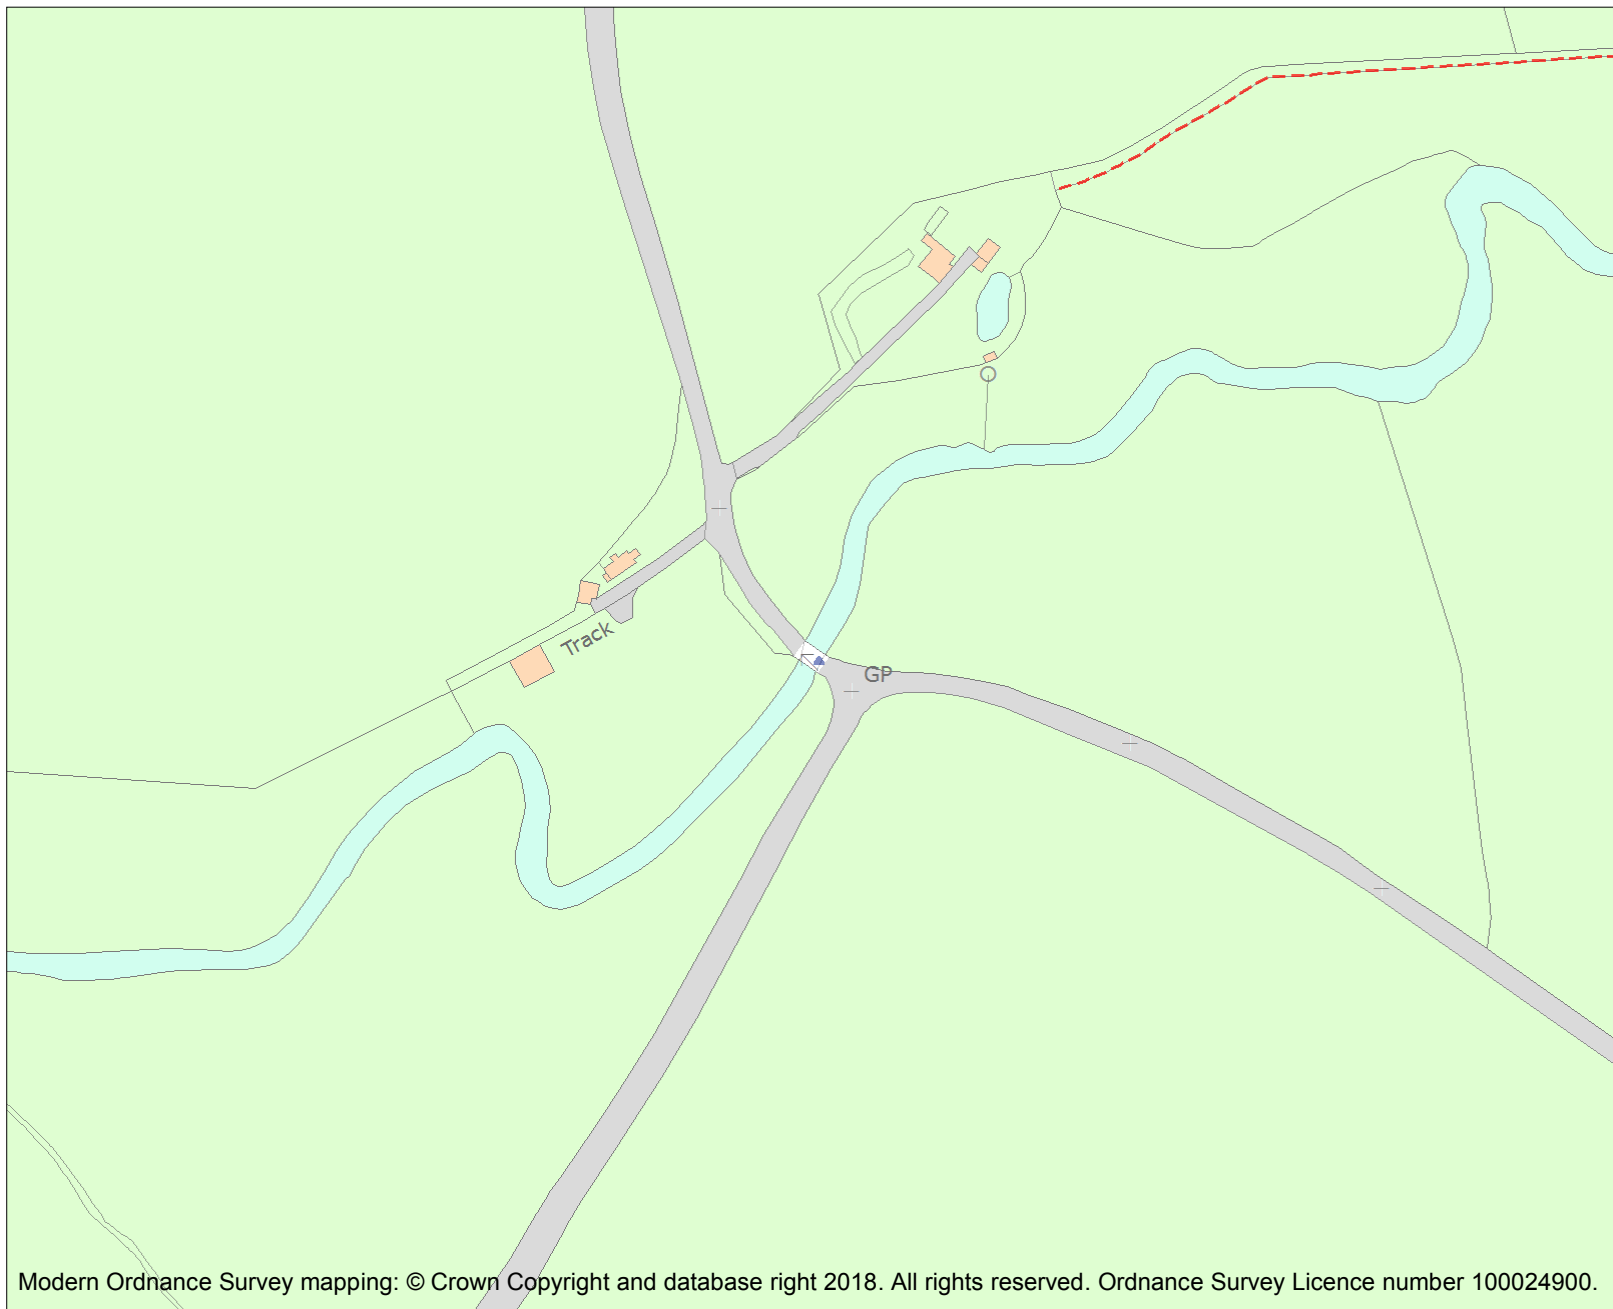 Track
GP
Modern Ordnance Survey mapping: © Crown Copyright and database right 2018. All rights reserved. Ordnance Survey Licence number 100024900.